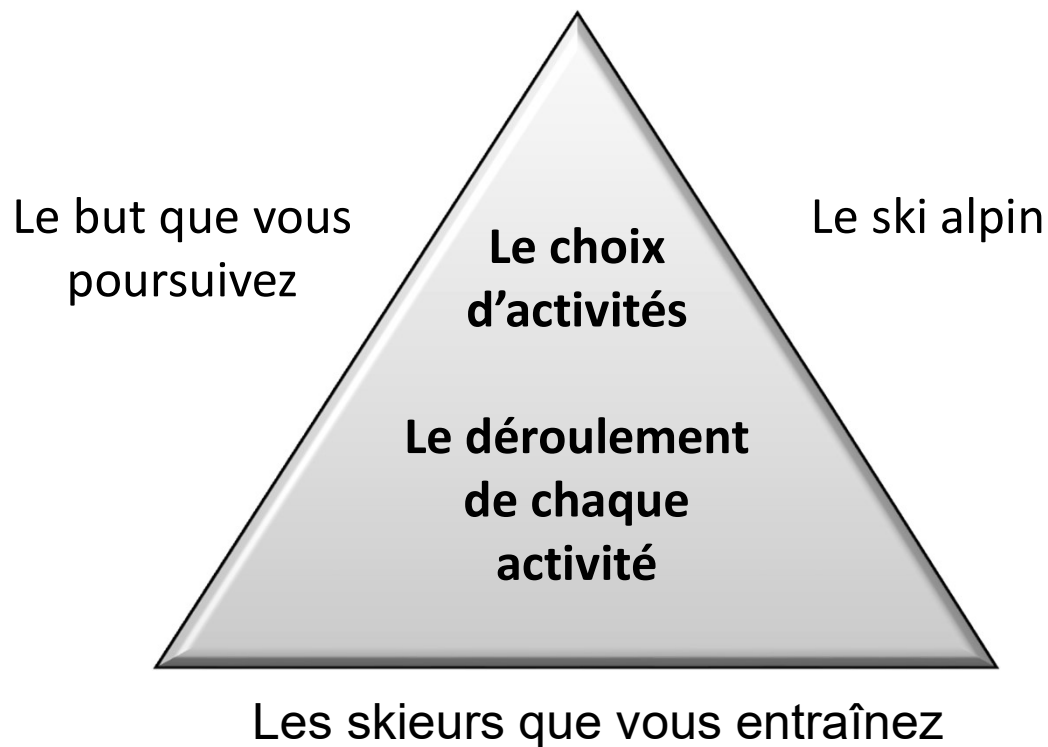 Le but que vous
poursuivez
Le ski alpin
Le choix
d’activités
Le déroulement
de chaque
activité
Les skieurs que vous entraînez